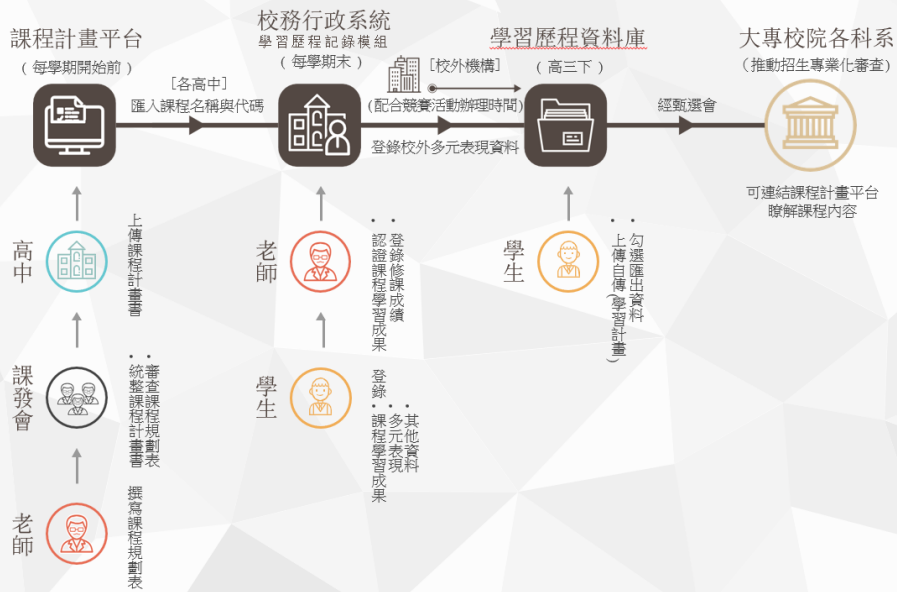 課程計畫平台
（每學期開始前）
校務行政系統
學習歷程記錄模組
（每學期末）
學習歷程資料庫
（高三下）
大專校院各科系
（推動招生專業化審查）
［各高中］
匯入課程名稱與代碼
［校外機構］
（配合競賽活動辦理時間）
登錄校外多元表現資料
經甄選會
可連結課程計畫平台
瞭解課程內容
高中
上傳課程計畫書
課發會
•審查課程規劃表
•統整課程計畫書
老師
撰寫課程規劃表
老師
•登錄修課成績
•認證課程學習成果
學生
登錄
•其他資料
•多元表現
•課程學習成果
學生
•勾選匯出資料
•上傳自傳(學習計畫)